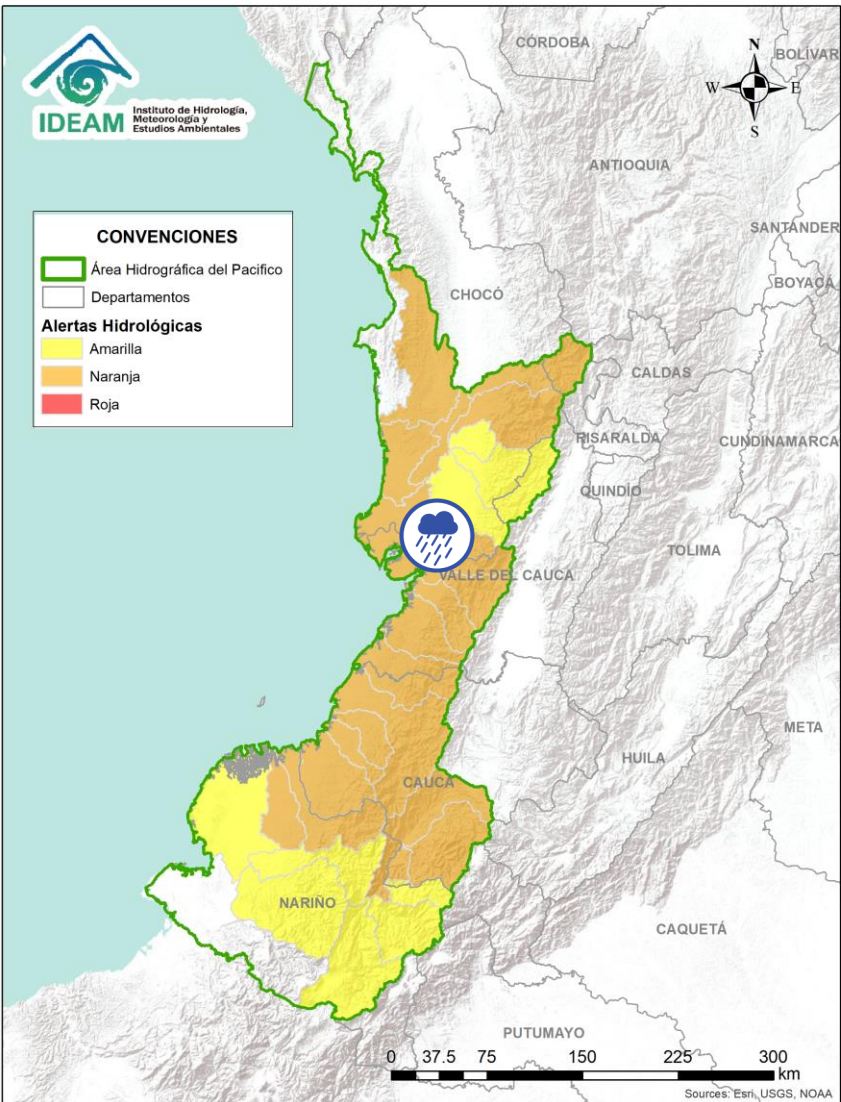 IDEAM
Instituto de Hidrología,
Meteorología y
Estudios Ambientales
CÓRDOBA
BOLIVAR
N
W
E
S
ANTIOQUIA
SANTANDER
BOYACÁ
CONVENCIONES
Área Hidrográfica del Pacifico
Departamentos
Alertas Hidrológicas
Amarilla
Naranja
Roja
CHOCÓ
CALDAS
RISARALDA
CUNDINAMARCA
QUINDÍO
TOLIMA
VALLE DEL CAUCA
META
HUILA
CAUCA
NARIÑO
CAQUETÁ
PUTUMAYO
0 37.5 75 150 225 300
km
Sources: Esri, USGS, NOAA